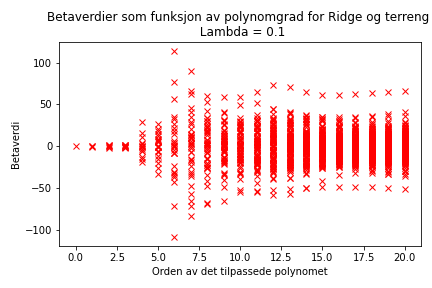 Betaverdier som funksjon av polynomgrad for Ridge og terreng
Lambda = 0.1
Betaverdi
100
50
0
−50
−100
0.0 2.5 5.0 7.5 10.0 12.5 15.0 17.5 20.0
Orden av det tilpassede polynomet